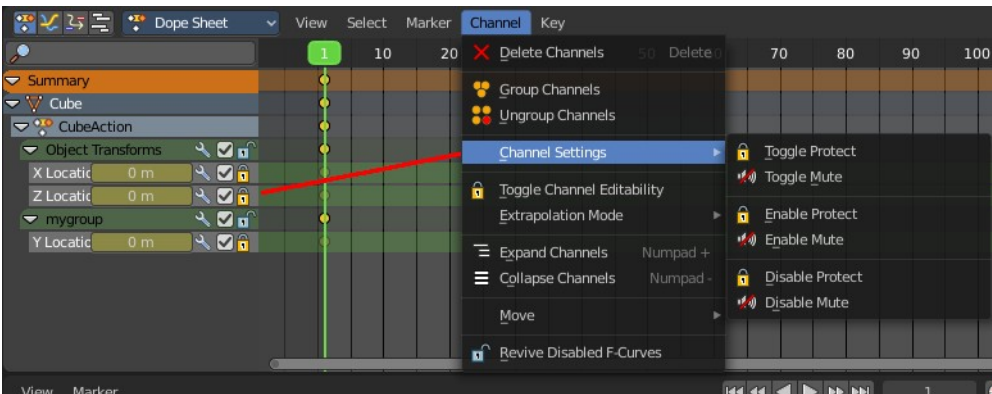 Dope Sheet View Select Marker Channel Key
1 10 20 50 70 80 90 100
Summary
Cube
CubeAction
Object Transforms
X Locatic 0 m
Z Locatic 0 m
mygroup
Y Locatic 0 m
Delete Channels Delete
Group Channels
Ungroup Channels
Channel Settings
Toggle Channel Editability
Extrapolation Mode
Expand Channels Numpad +
Collapse Channels Numpad -
Move
Revive Disabled F-Curves
Toggle Protect
Toggle Mute
Enable Protect
Enable Mute
Disable Protect
Disable Mute
View Marker 1